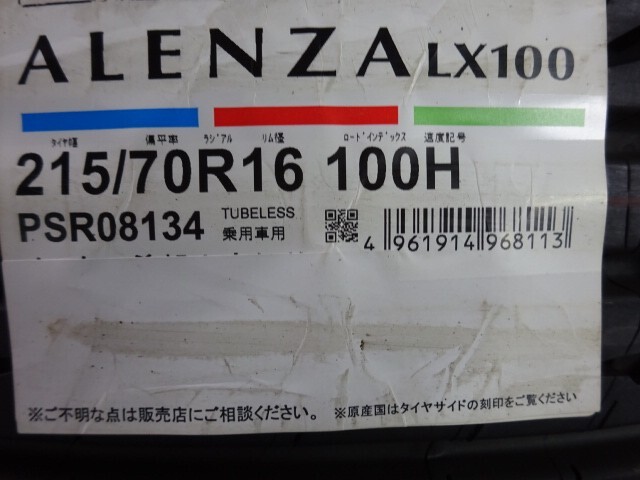 ALENZA LX100
タイヤ幅 偏平率 ラジアル リム径 ロードインデックス 速度記号
215/70R16 100H
PSR08134 TUBELESS 乗用車用
4 961914 968113
※ご不明な点は販売店にご相談ください。 ※原産国はタイヤサイドの刻印をご覧ください